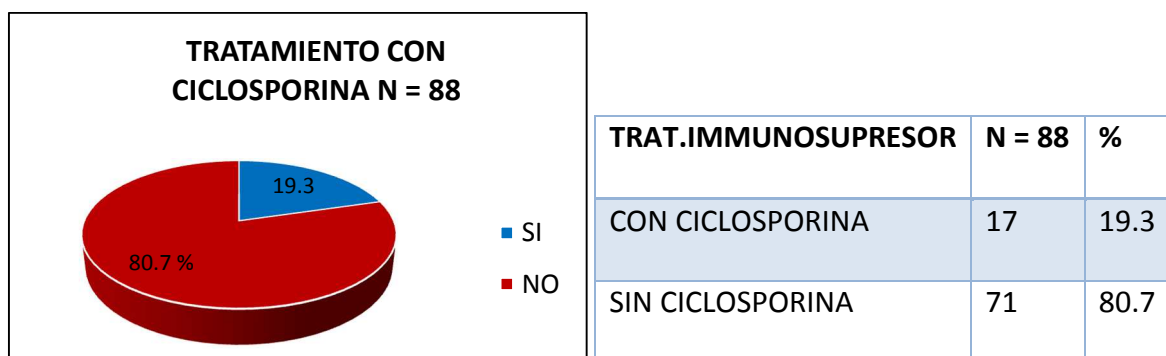 TRATAMIENTO CON
CICLOSPORINA N = 88
19.3
80.7 %
SI
NO
TRAT.IMMUNOSUPRESOR N = 88 %
CON CICLOSPORINA 17 19.3
SIN CICLOSPORINA 71 80.7